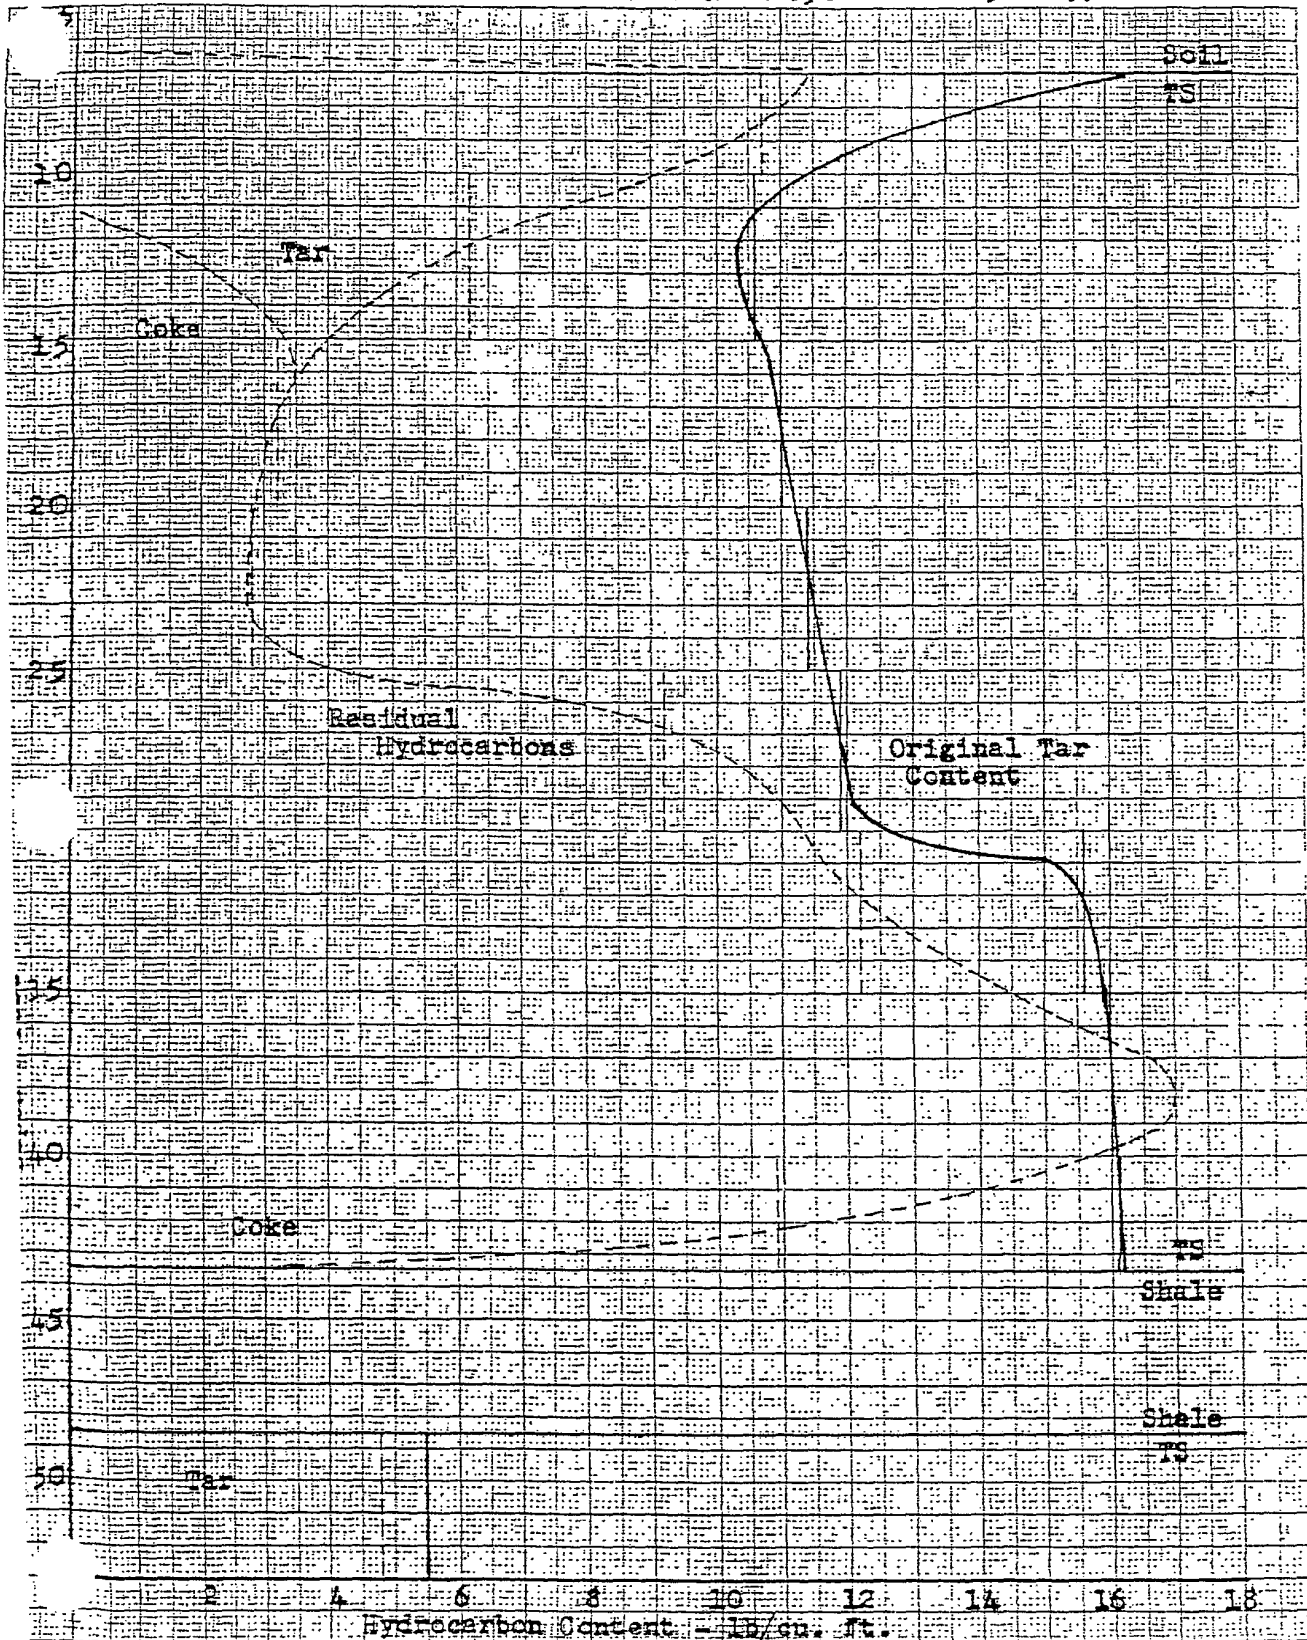 5
Soil
TS
10
Tar
Coke
15
20
25
Residual
Hydrocarbons
Original Tar
Content
35
40
Coke
TS
Shale
45
Shale
TS
50
Tar
2 4 6 8 10 12 14 16 18
Hydrocarbon Content - lb/cu. ft.